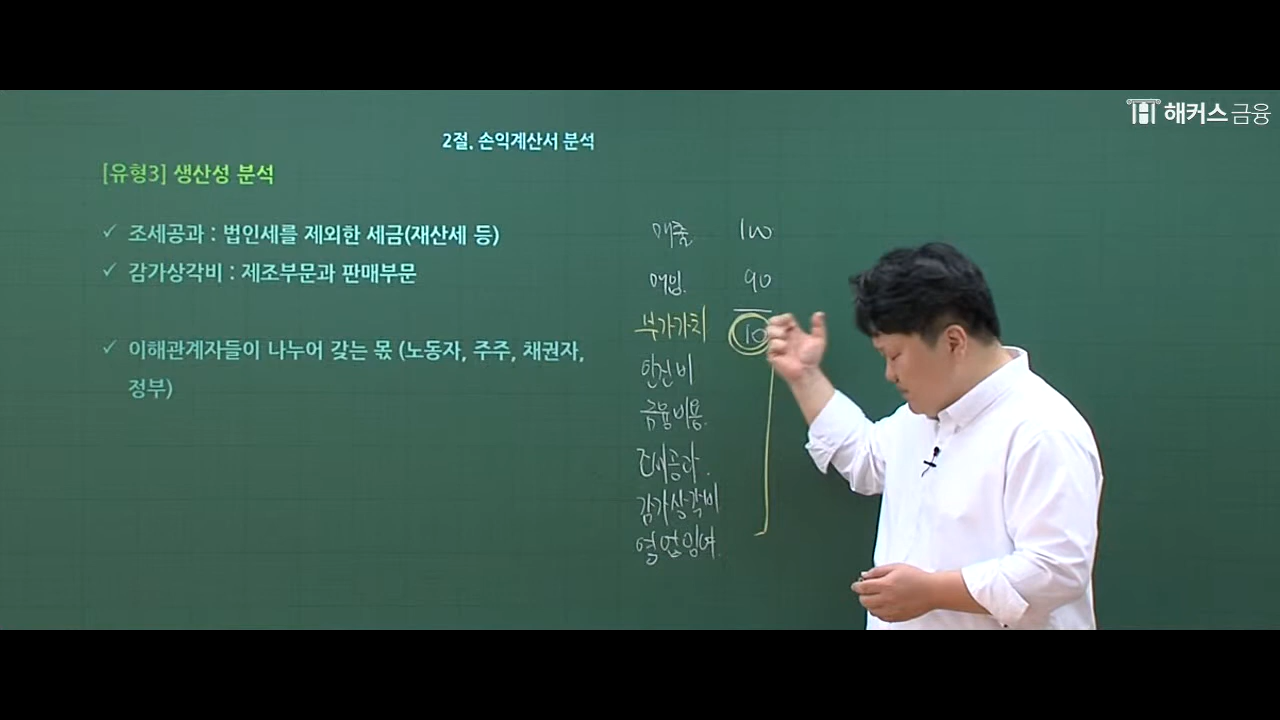 해커스금융
2절. 손익계산서 분석
[유형3] 생산성 분석
✓ 조세공과 : 법인세를 제외한 세금(재산세 등)
✓ 감가상각비 : 제조부문과 판매부문
✓ 이해관계자들이 나누어 갖는 몫 (노동자, 주주, 채권자,
정부)
매출 100
매입. 90
부가가치 10
인건비
금융비용.
조세공과.
감가상각비
영업잉여.